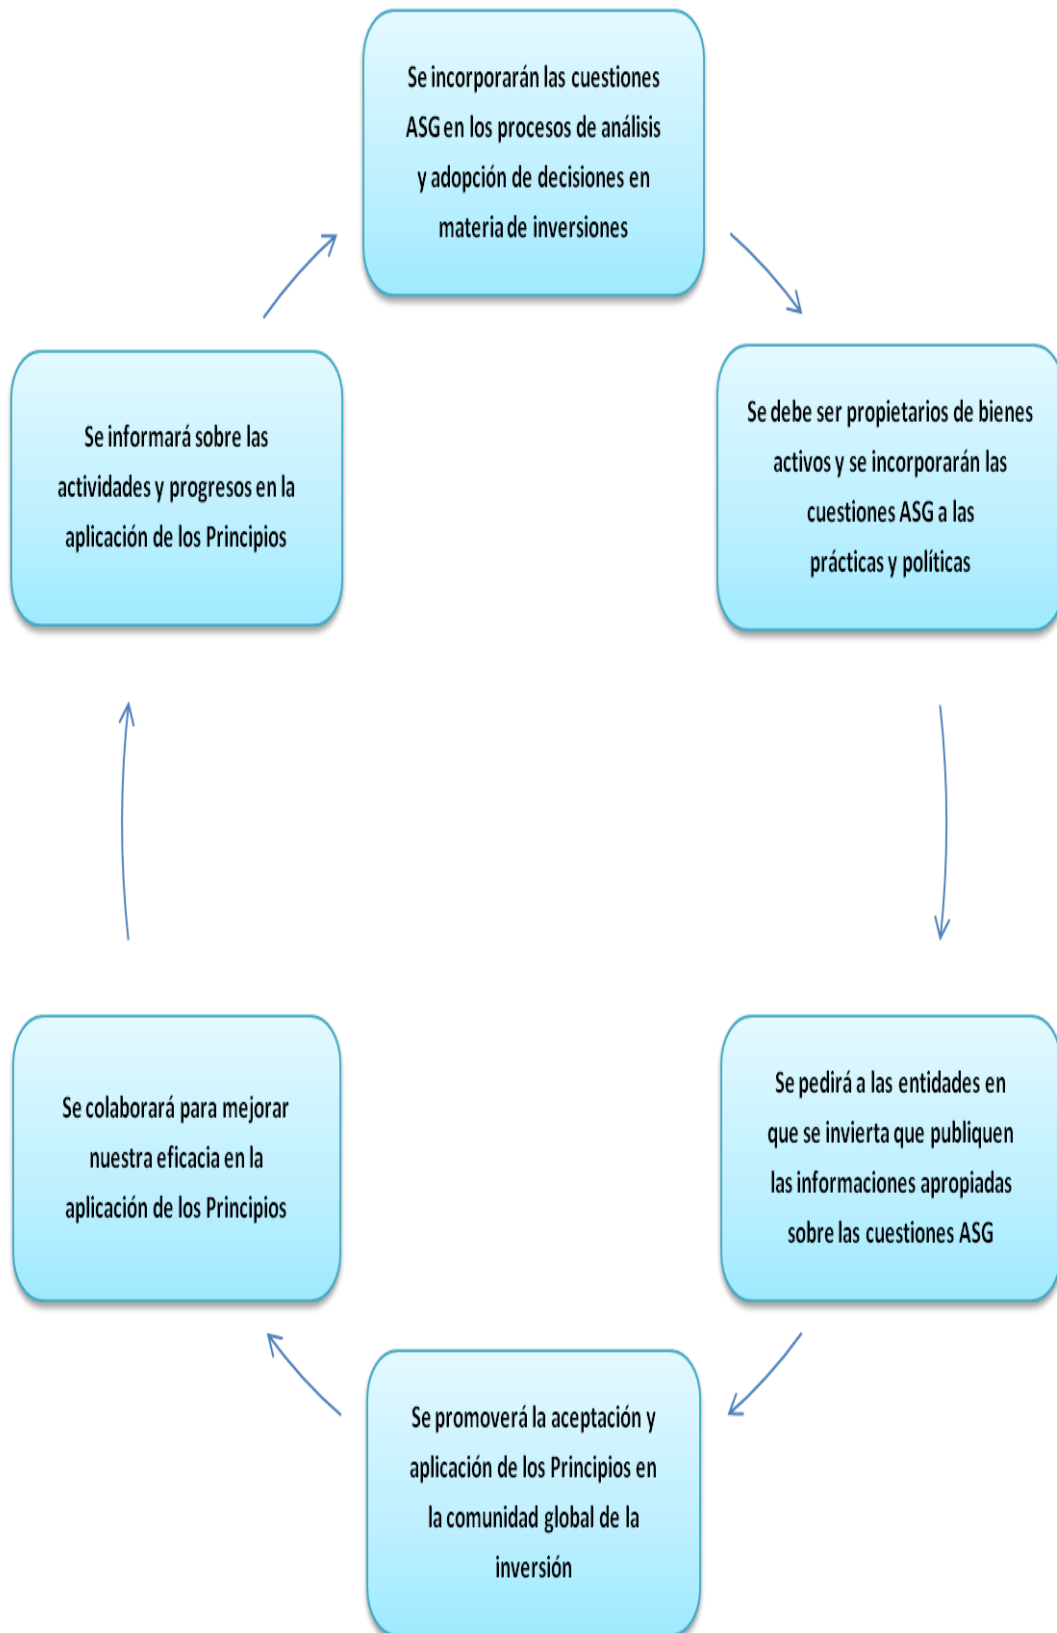 Se incorporarán las cuestiones
ASG en los procesos de análisis
y adopción de decisiones en
materia de inversiones
Se debe ser propietarios de bienes
activos y se incorporarán las
cuestiones ASG a las
prácticas y políticas
Se pedirá a las entidades en
que se invierta que publiquen
las informaciones apropiadas
sobre las cuestiones ASG
Se promoverá la aceptación y
aplicación de los Principios en
la comunidad global de la
inversión
Se colaborará para mejorar
nuestra eficacia en la
aplicación de los Principios
Se informará sobre las
actividades y progresos en la
aplicación de los Principios